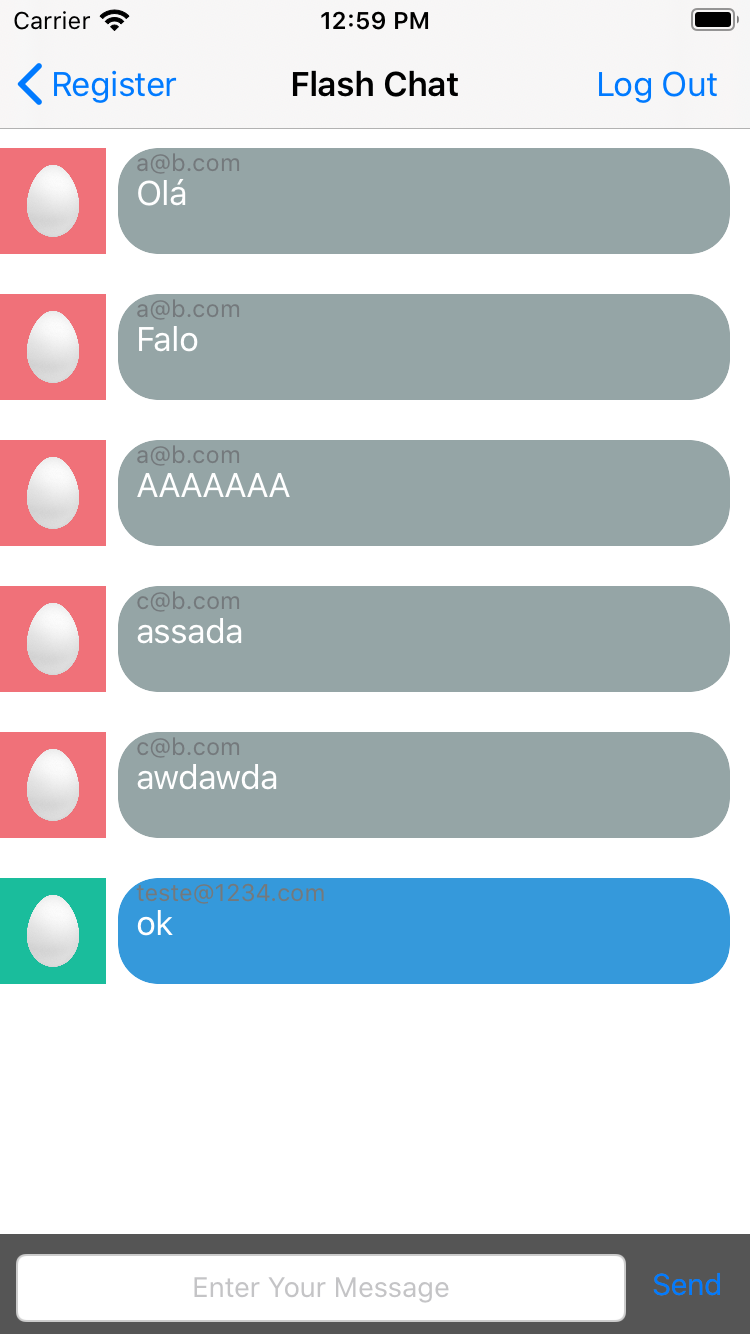 Carrier 12:59 PM
Register Flash Chat Log Out
a@b.com
Olá
a@b.com
Falo
a@b.com
AAAAAAA
c@b.com
assada
c@b.com
awdawda
teste@1234.com
ok
Enter Your Message Send